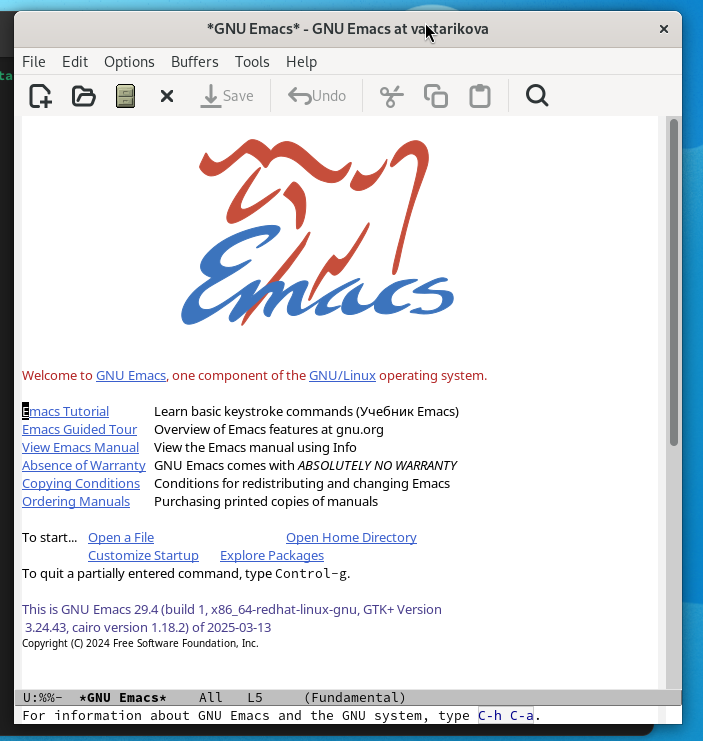 *GNU Emacs* - GNU Emacs at vastarikova
File Edit Options Buffers Tools Help
Save Undo
Emacs
Welcome to GNU Emacs, one component of the GNU/Linux operating system.
Emacs Tutorial Learn basic keystroke commands (Учебник Emacs)
Emacs Guided Tour Overview of Emacs features at gnu.org
View Emacs Manual View the Emacs manual using Info
Absence of Warranty GNU Emacs comes with ABSOLUTELY NO WARRANTY
Copying Conditions Conditions for redistributing and changing Emacs
Ordering Manuals Purchasing printed copies of manuals
To start... Open a File Open Home Directory
Customize Startup Explore Packages
To quit a partially entered command, type Control-g.
This is GNU Emacs 29.4 (build 1, x86_64-redhat-linux-gnu, GTK+ Version
3.24.43, cairo version 1.18.2) of 2025-03-13
Copyright (C) 2024 Free Software Foundation, Inc.
U:%%- *GNU Emacs* All L5 (Fundamental)
For information about GNU Emacs and the GNU system, type C-h C-a.